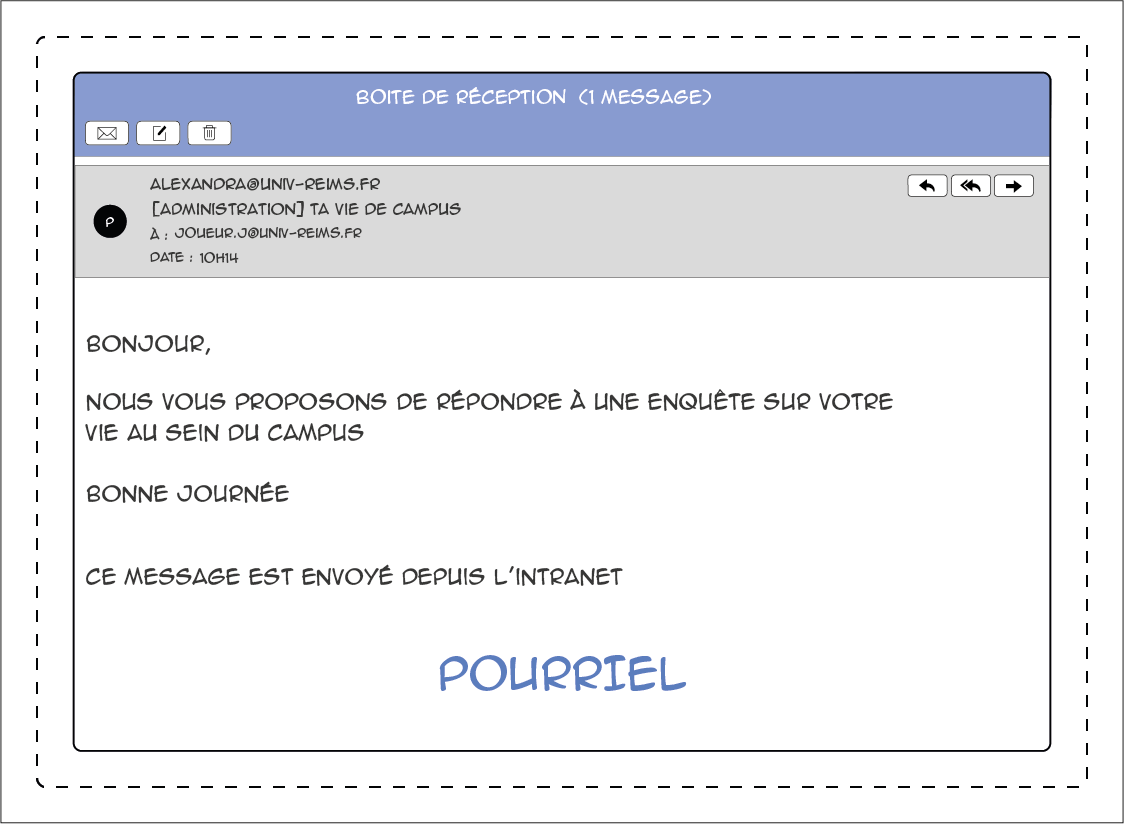 BOITE DE RÉCEPTION (1 MESSAGE)
ALEXANDRA@UNIV-REIMS.FR
[ADMINISTRATION] TA VIE DE CAMPUS
P
À : JOUEUR.J@UNIV-REIMS.FR
DATE : 10H14
BONJOUR,
NOUS VOUS PROPOSONS DE RÉPONDRE À UNE ENQUÊTE SUR VOTRE
VIE AU SEIN DU CAMPUS
BONNE JOURNÉE
CE MESSAGE EST ENVOYÉ DEPUIS L'INTRANET
POURRIEL